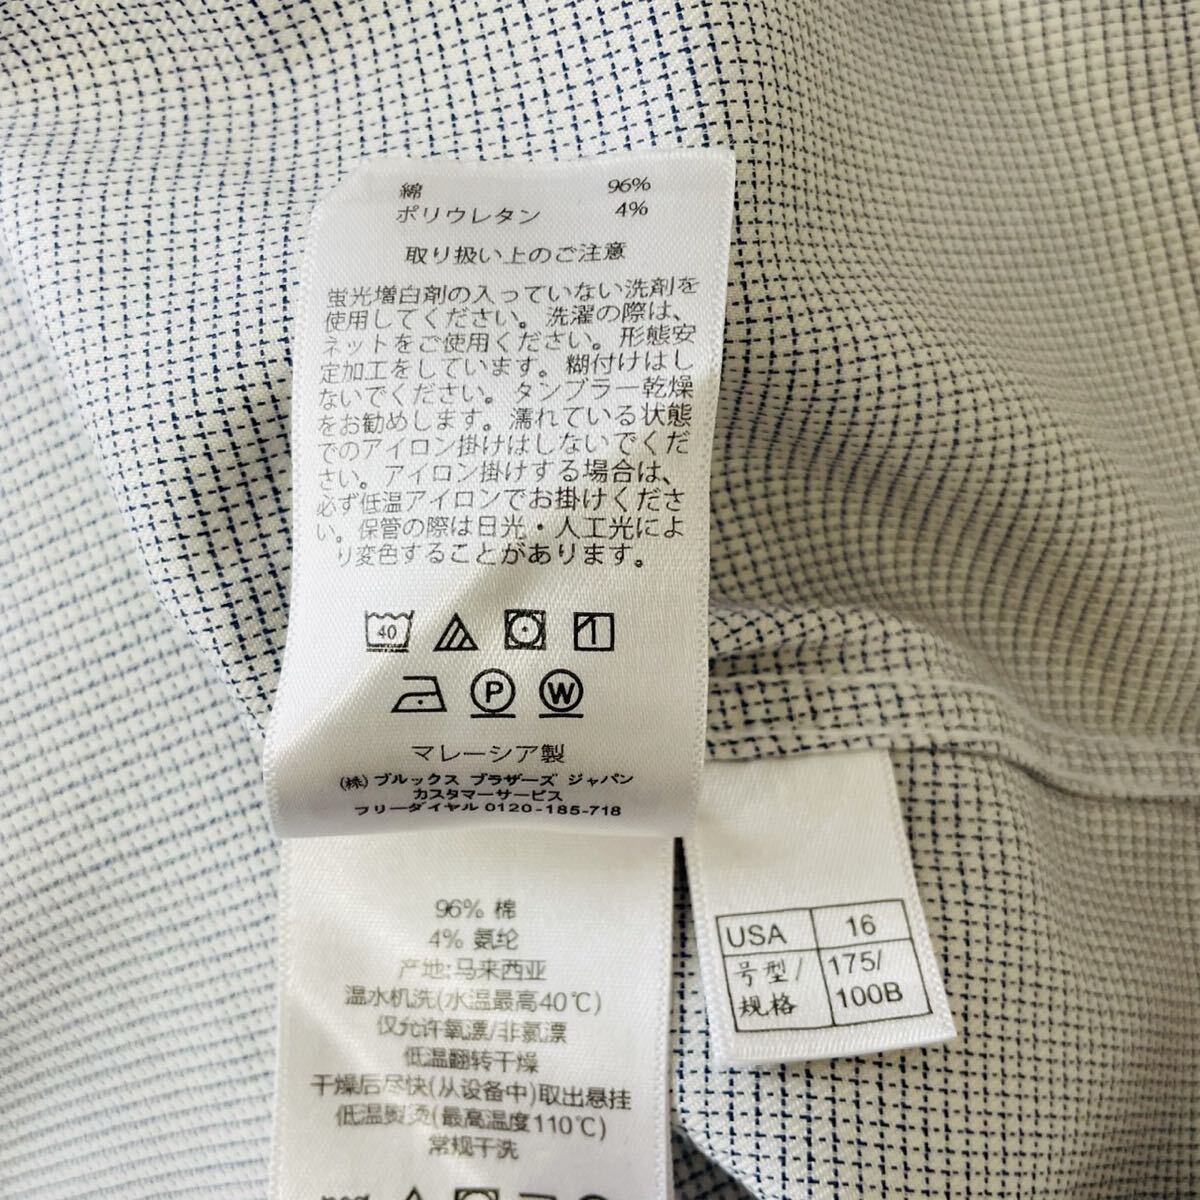 綿 96%
ポリウレタン 4%
取り扱い上のご注意
蛍光増白剤の入っていない洗剤を
使用してください。洗濯の際は、
ネットをご使用ください。形態安
定加工をしています。糊付けはし
ないでください。タンブラー乾燥
をお勧めします。濡れている状態
でのアイロン掛けはしないでくだ
さい。アイロン掛けする場合は、
必ず低温アイロンでお掛けくださ
い。保管の際は日光・人工光によ
り変色することがあります。
40
P W
マレーシア製
(株)ブルックス ブラザーズ ジャパン
カスタマーサービス
フリーダイヤル 0120-185-718
96% 棉
4% 氨纶
产地:马来西亚
温水机洗(水温最高40℃)
仅允许氧漂/非氯漂
低温翻转干燥
干燥后尽快(从设备中)取出悬挂
低温熨烫(最高温度110℃)
常规干洗
USA 16
号型/ 175/
规格 100B